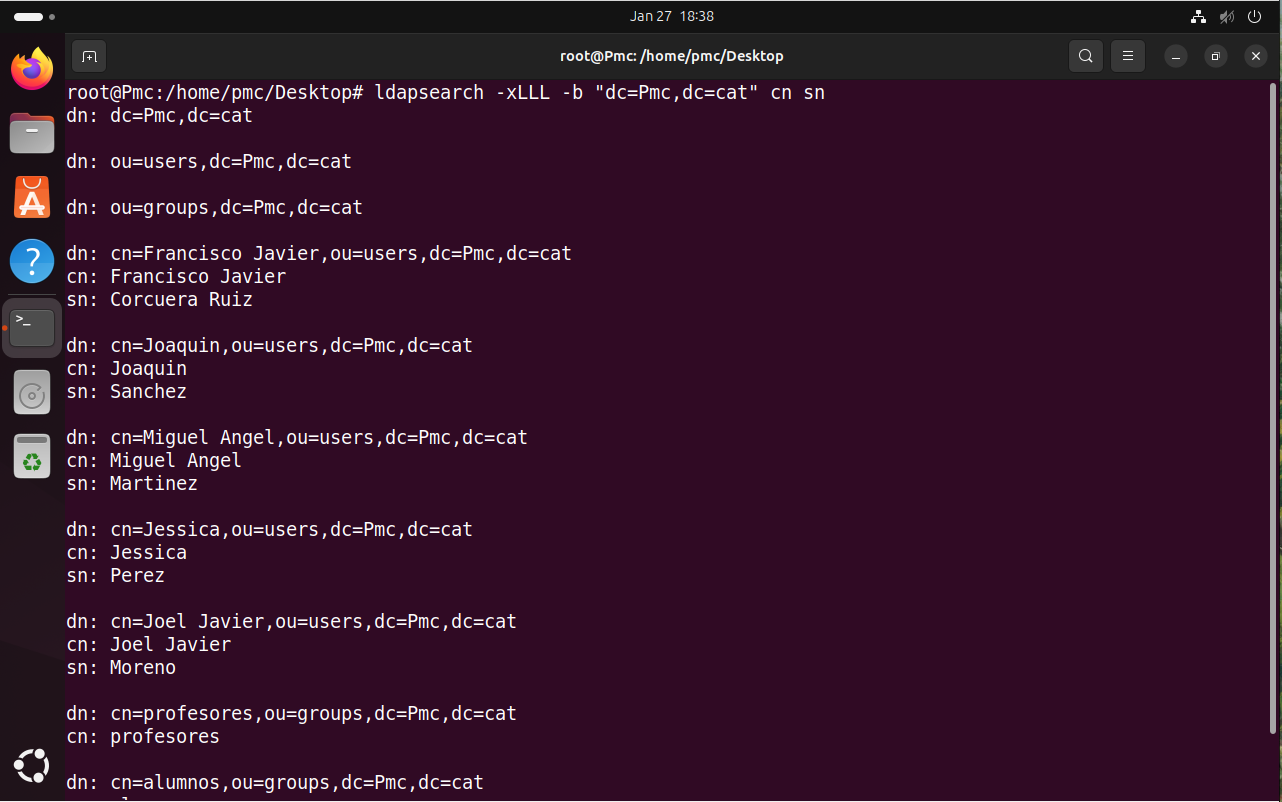 Jan 27 18:38
root@Pmc: /home/pmc/Desktop
root@Pmc:/home/pmc/Desktop# ldapsearch -xLLL -b "dc=Pmc,dc=cat" cn sn
dn: dc=Pmc,dc=cat
dn: ou=users,dc=Pmc,dc=cat
dn: ou=groups,dc=Pmc,dc=cat
dn: cn=Francisco Javier,ou=users,dc=Pmc,dc=cat
cn: Francisco Javier
sn: Corcuera Ruiz
dn: cn=Joaquin,ou=users,dc=Pmc,dc=cat
cn: Joaquin
sn: Sanchez
dn: cn=Miguel Angel,ou=users,dc=Pmc,dc=cat
cn: Miguel Angel
sn: Martinez
dn: cn=Jessica,ou=users,dc=Pmc,dc=cat
cn: Jessica
sn: Perez
dn: cn=Joel Javier,ou=users,dc=Pmc,dc=cat
cn: Joel Javier
sn: Moreno
dn: cn=profesores,ou=groups,dc=Pmc,dc=cat
cn: profesores
dn: cn=alumnos,ou=groups,dc=Pmc,dc=cat